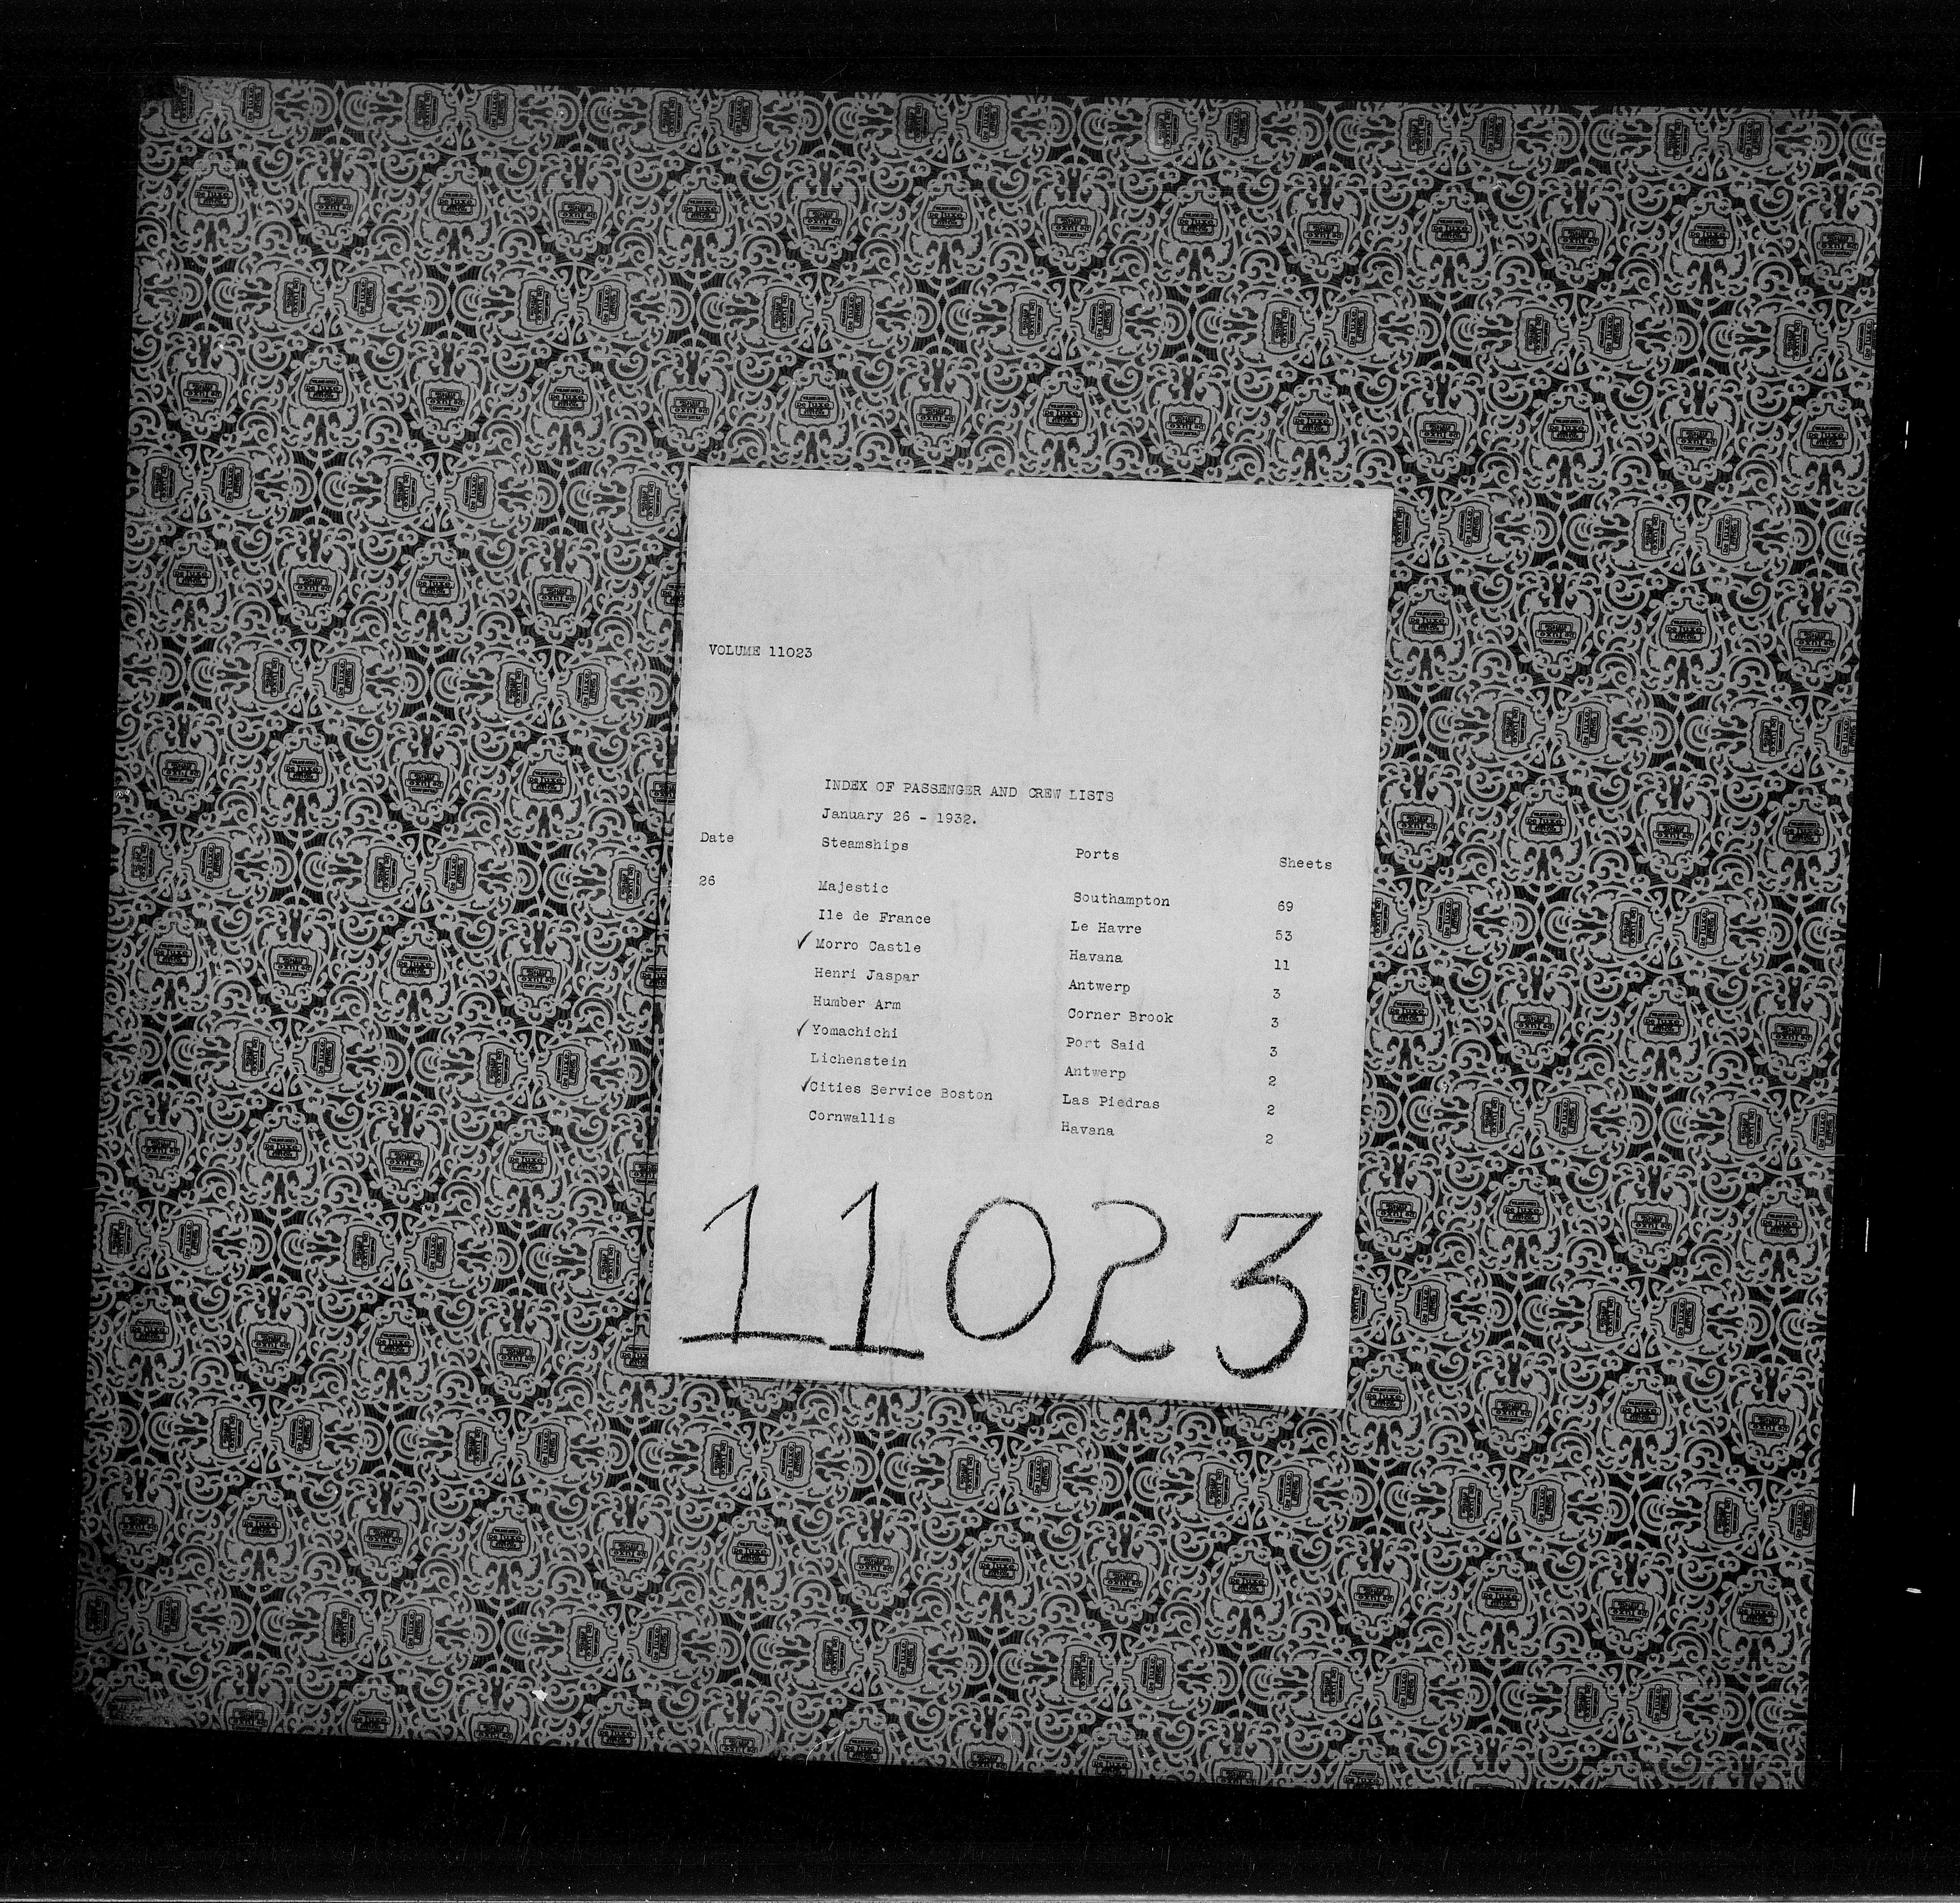 VOLUME 11023
INDEX OF PASSENGER AND CREW LISTS
January 26 - 1932.
Date Steamships Ports Sheets
26 Majestic Southampton 69
Ile de France Le Havre 53
✓ Morro Castle Havana 11
Henri Jaspar Antwerp 3
Humber Arm Corner Brook 3
✓ Yomachichi Port Said 3
Lichenstein Antwerp 2
✓ Cities Service Boston Las Piedras 2
Cornwallis Havana 2
11023
De luxe